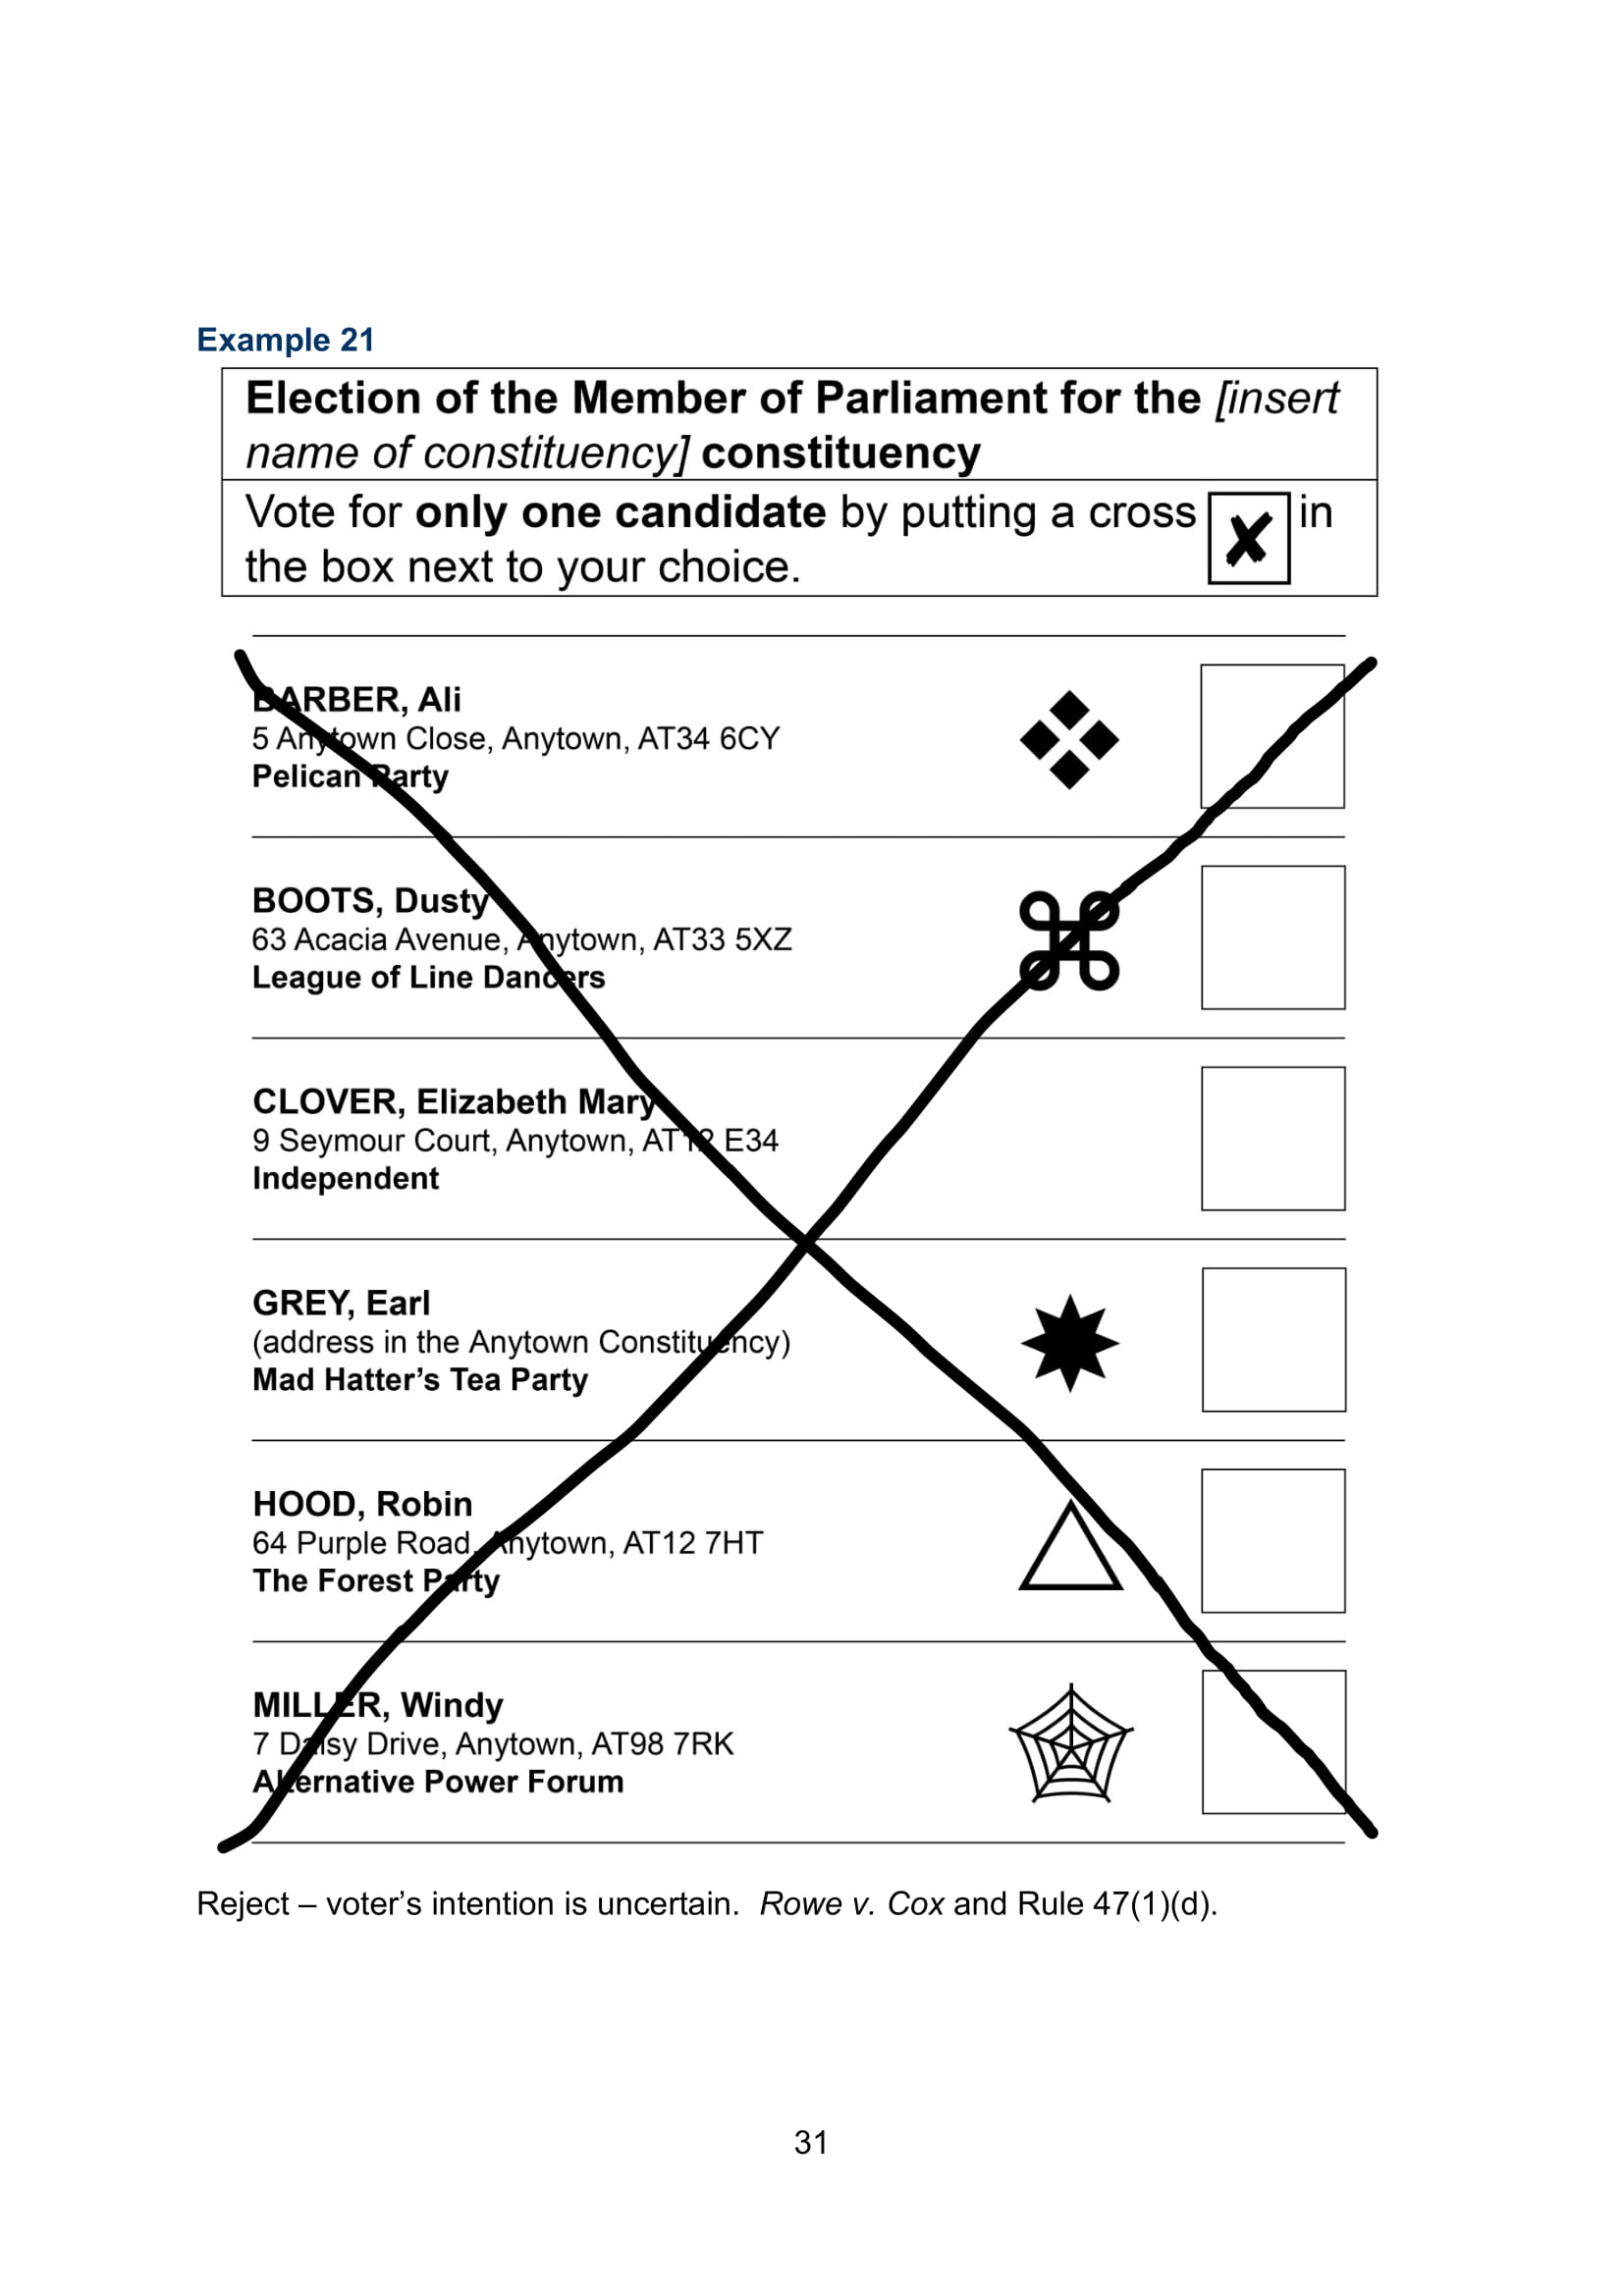 Example 21
Election of the Member of Parliament for the [insert
name of constituency] constituency
Vote for only one candidate by putting a cross in
the box next to your choice.
BARBER, Ali
5 Anytown Close, Anytown, AT34 6CY
Pelican Party
BOOTS, Dusty
63 Acacia Avenue, Anytown, AT33 5XZ
League of Line Dancers
CLOVER, Elizabeth Mary
9 Seymour Court, Anytown, AT12 E34
Independent
GREY, Earl
(address in the Anytown Constituency)
Mad Hatter’s Tea Party
HOOD, Robin
64 Purple Road, Anytown, AT12 7HT
The Forest Party
MILLER, Windy
7 Daisy Drive, Anytown, AT98 7RK
Alternative Power Forum
Reject – voter’s intention is uncertain. Rowe v. Cox and Rule 47(1)(d).
31